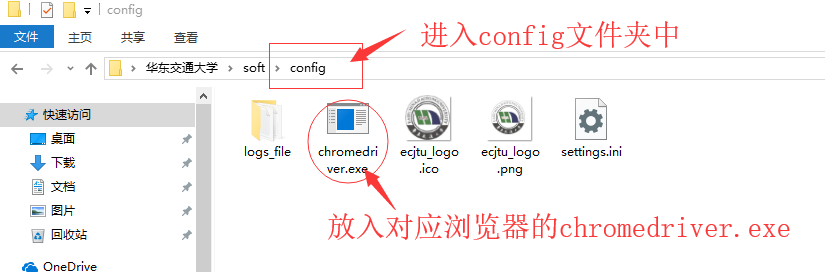 config
文件
主页
共享
查看
进入config文件夹中
华东交通大学 > soft > config
快速访问
桌面
下载
文档
图片
回收站
OneDrive
logs_file
chromedri
ver.exe
ecjtu_logo
.ico
ecjtu_logo
.png
settings.ini
放入对应浏览器的chromedriver.exe